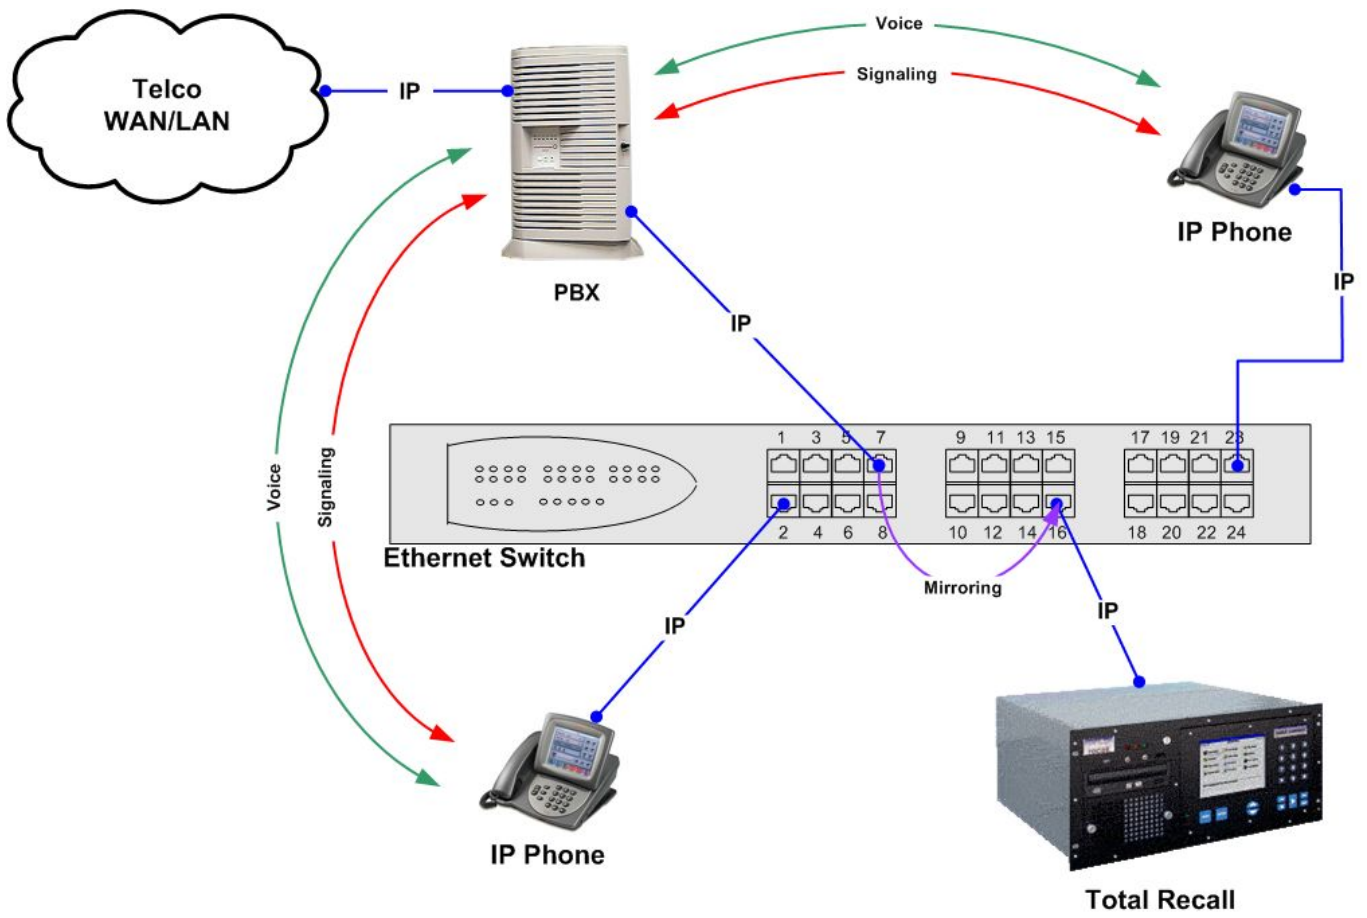 Voice
Signaling
Telco
WAN/LAN
IP
IP Phone
PBX
IP
IP
1 3 5 7 9 11 13 15 17 19 21 23
Voice
Signaling
2 4 6 8 10 12 14 16 18 20 22 24
Ethernet Switch
Mirroring
IP
IP
IP Phone
Total Recall